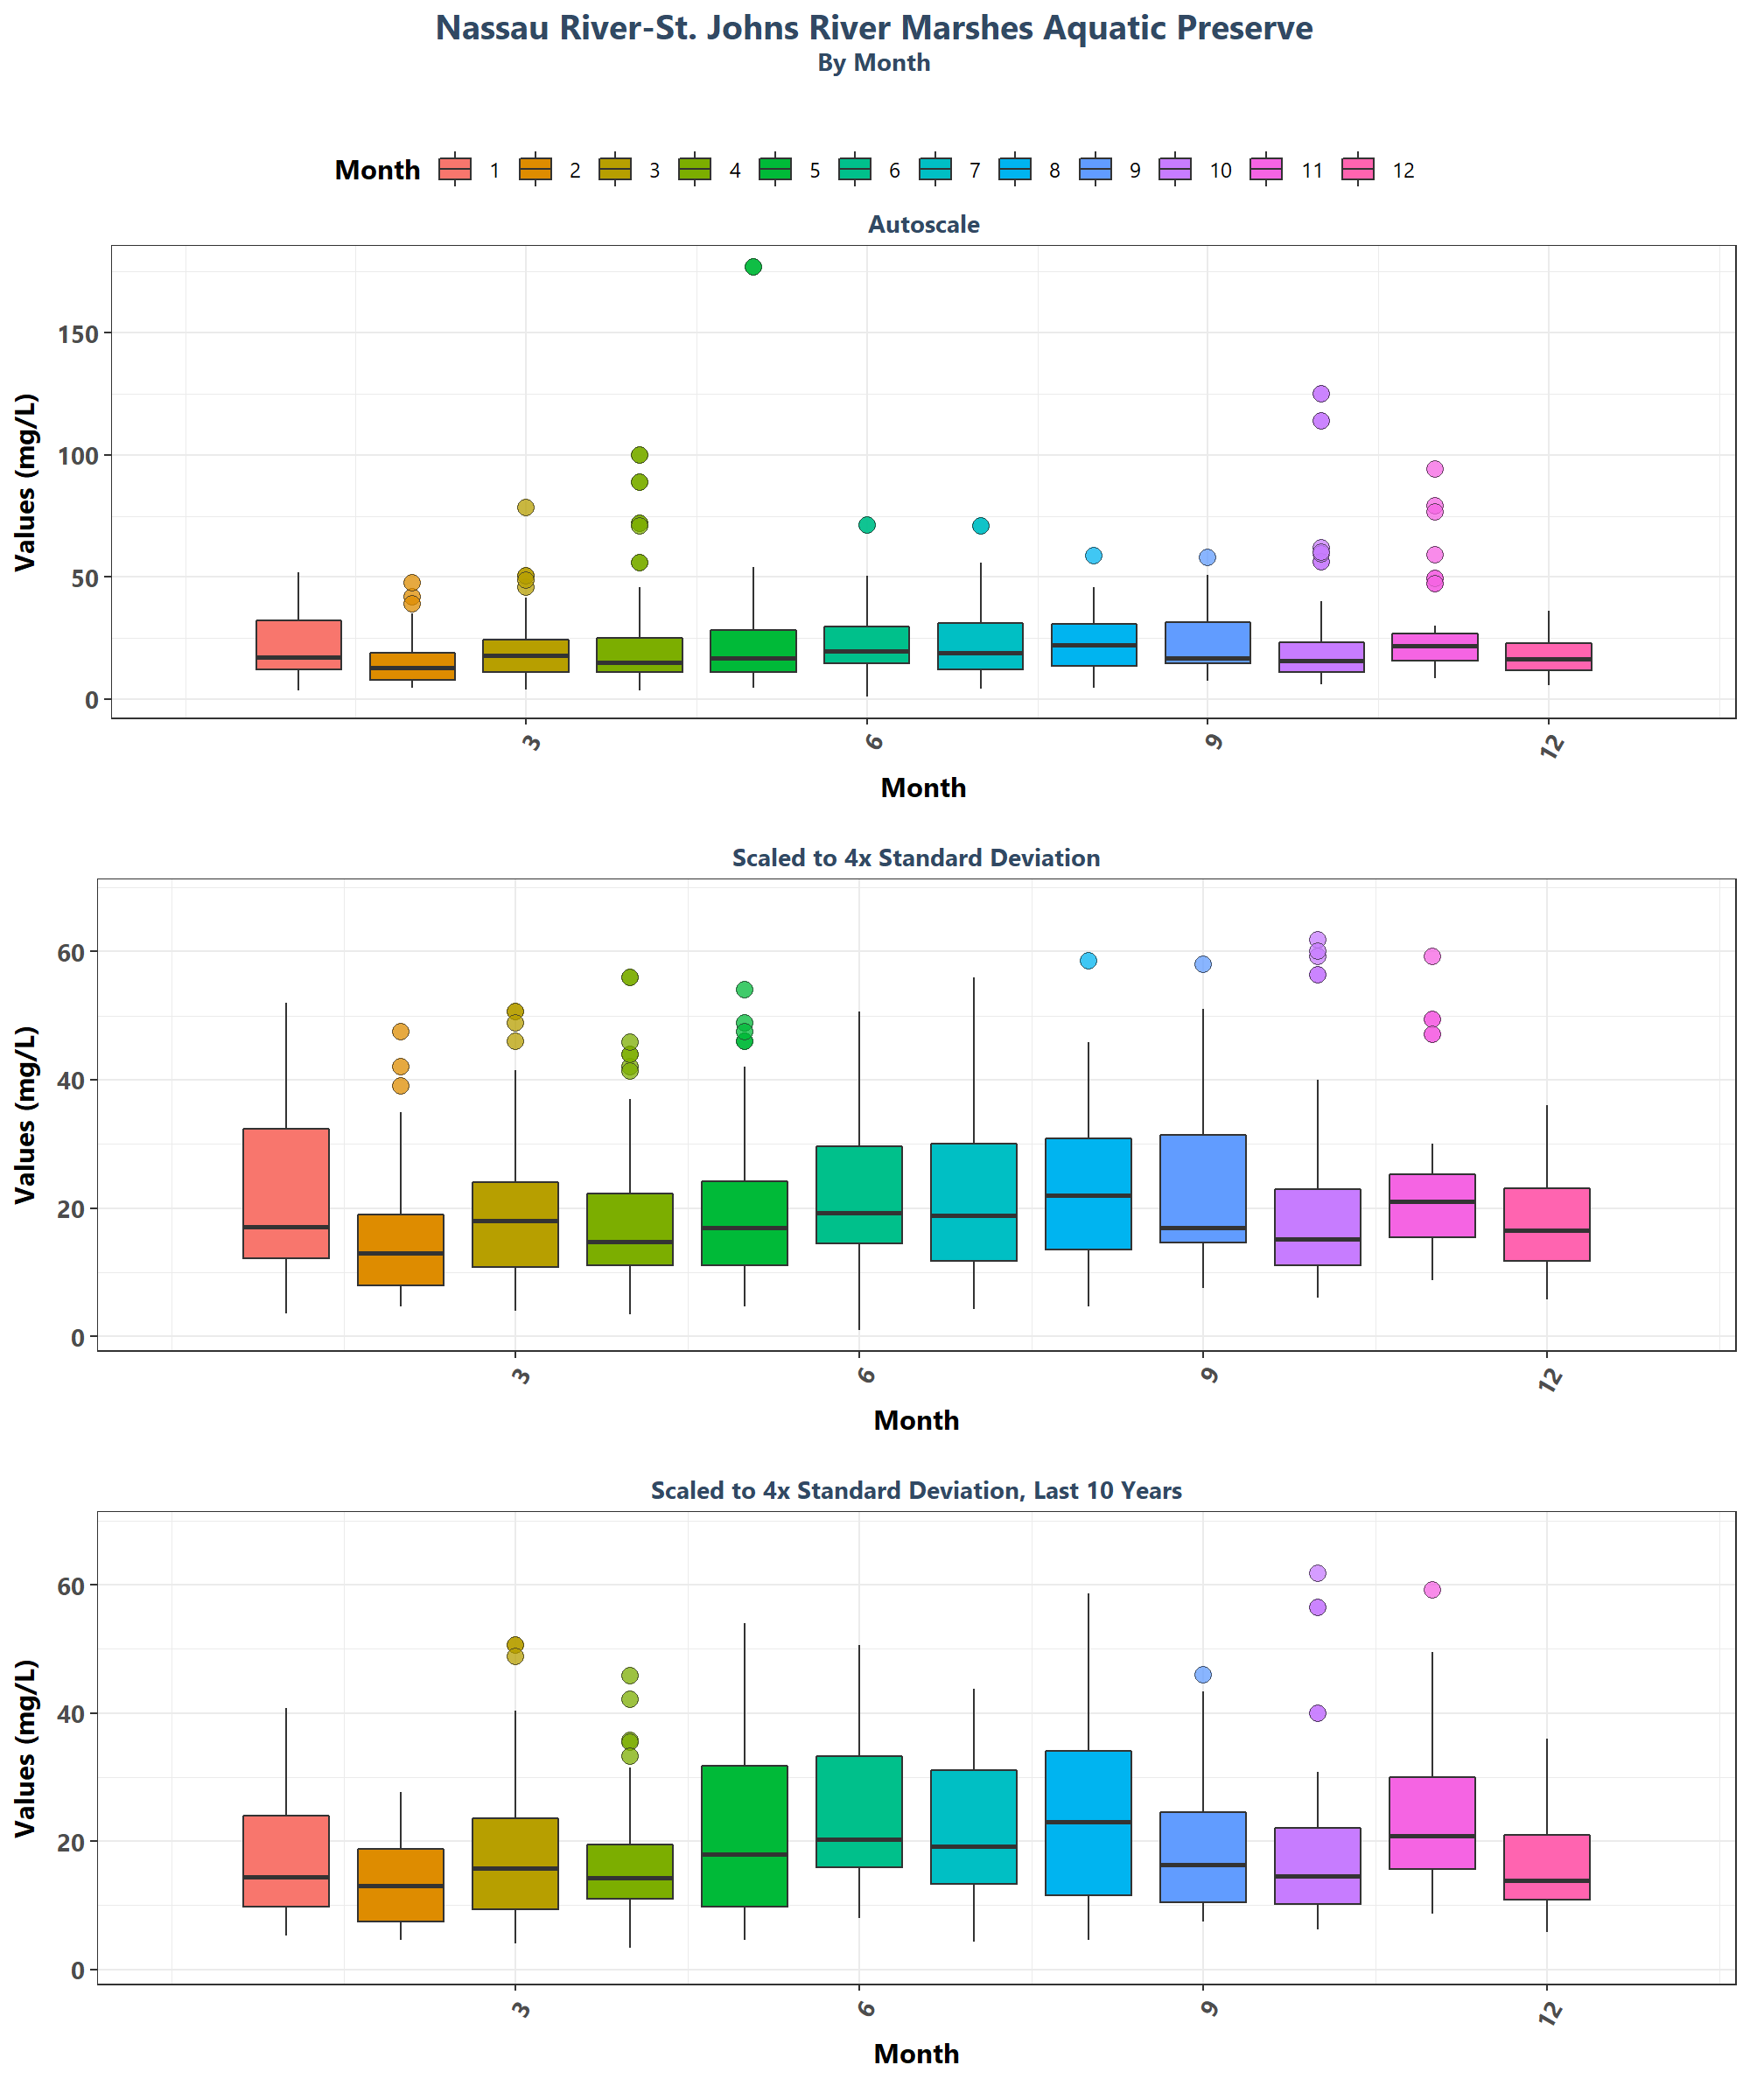 Nassau River-St. Johns River Marshes Aquatic Preserve
By Month
Month 1 2 3 4 5 6 7 8 9 10 11 12
Autoscale
Values (mg/L)
150
100
50
0
3 6 9 12
Month
Scaled to 4x Standard Deviation
Values (mg/L)
60
40
20
0
3 6 9 12
Month
Scaled to 4x Standard Deviation, Last 10 Years
Values (mg/L)
60
40
20
0
3 6 9 12
Month